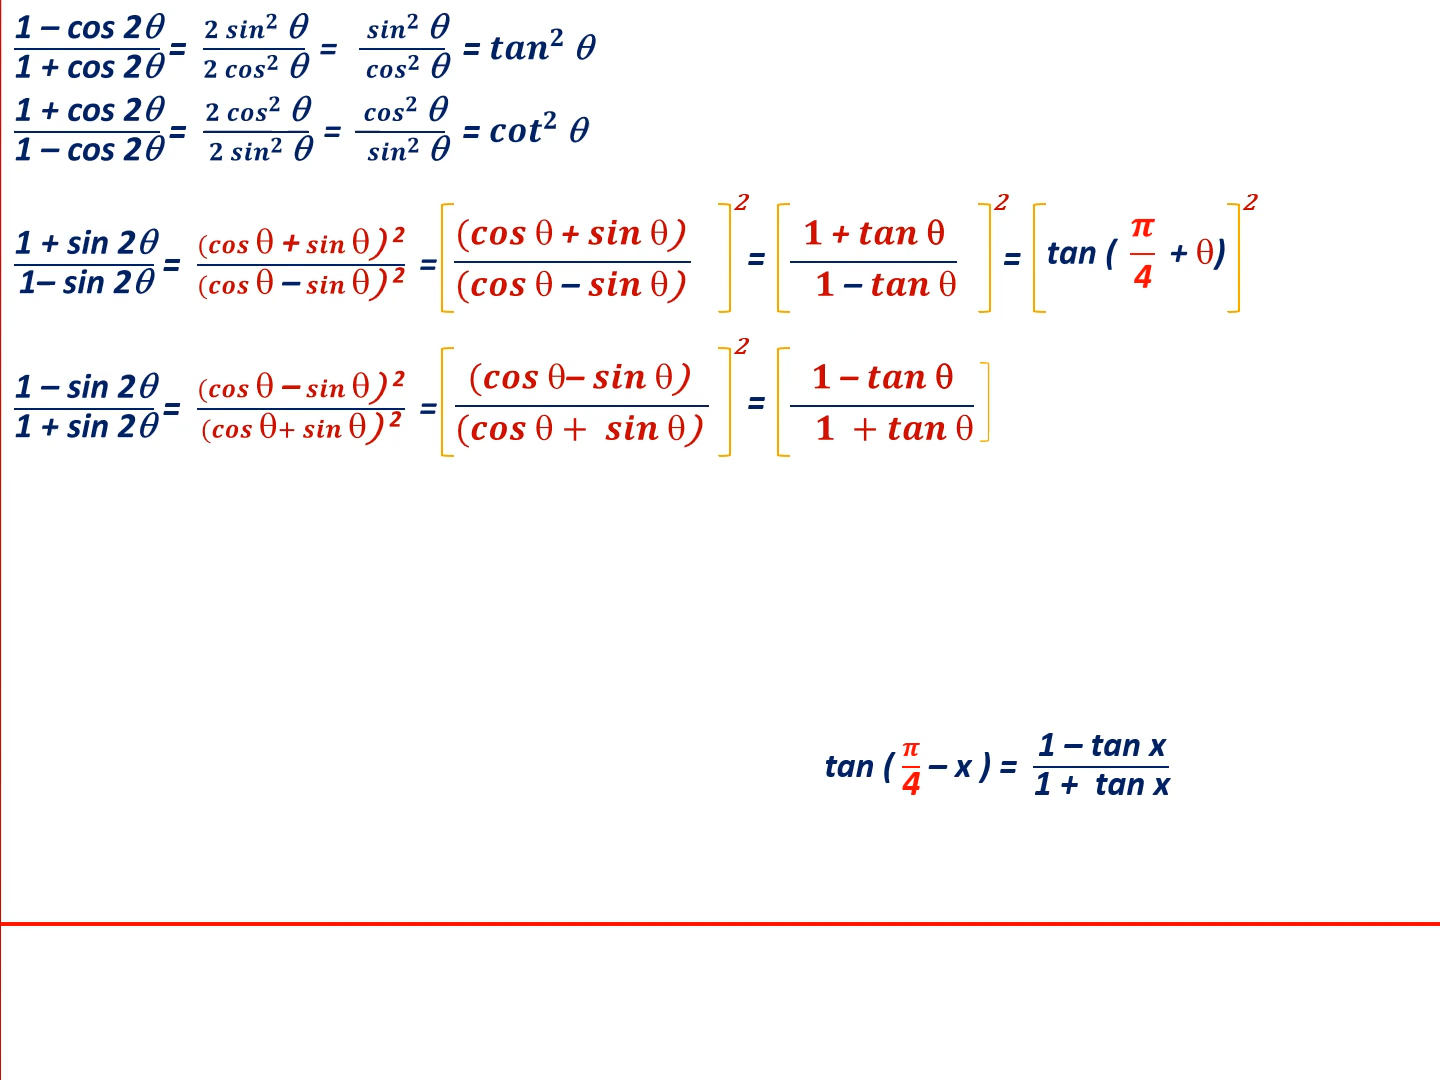 (1 – cos 2θ)/(1 + cos 2θ) = (2 sin² θ)/(2 cos² θ) = (sin² θ)/(cos² θ) = tan² θ
(1 + cos 2θ)/(1 – cos 2θ) = (2 cos² θ)/(2 sin² θ) = (cos² θ)/(sin² θ) = cot² θ
(1 + sin 2θ)/(1– sin 2θ) = (cos θ + sin θ)²/(cos θ – sin θ)² = [(cos θ + sin θ)/(cos θ – sin θ)]² = [(1 + tan θ)/(1 – tan θ)]² = [tan (π/4 + θ)]²
(1 – sin 2θ)/(1 + sin 2θ) = (cos θ – sin θ)²/(cos θ+ sin θ)² = [(cos θ– sin θ)/(cos θ + sin θ)]² = [(1 – tan θ)/(1 + tan θ)]
tan (π/4 – x) = (1 – tan x)/(1 + tan x)